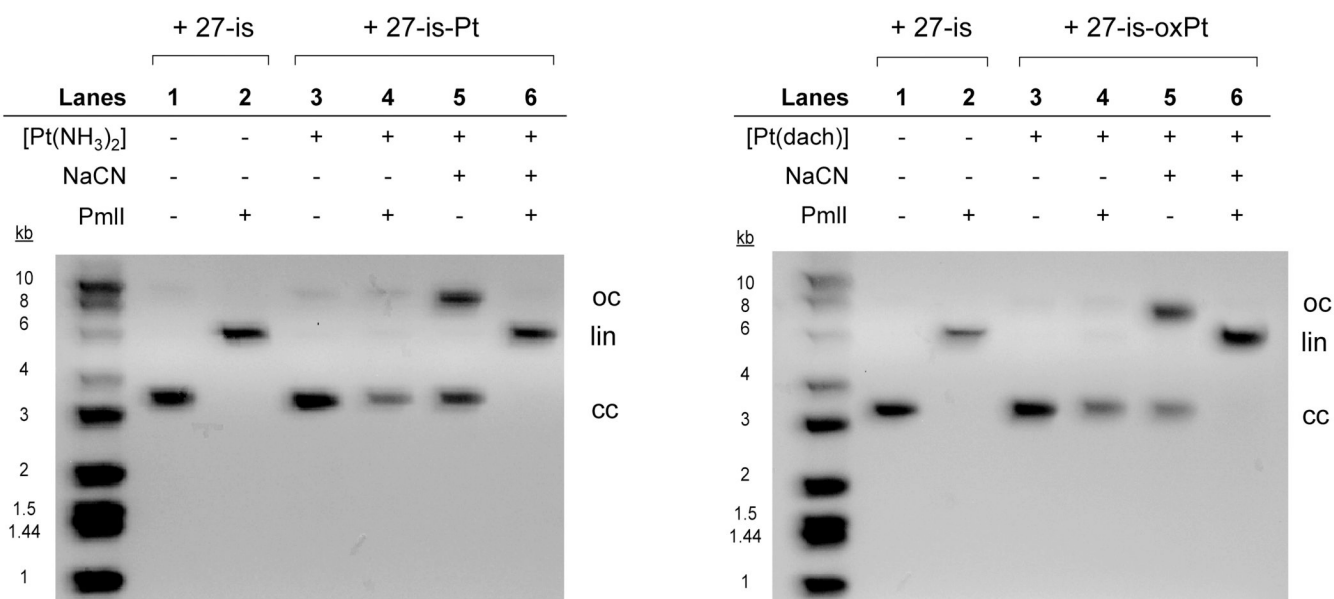 + 27-is + 27-is-Pt
Lanes 1 2 3 4 5 6
[Pt(NH₃)₂] - - + + + +
NaCN - - - - + +
PmlI - + - + - +
kb
10
8
6
4
3
2
1.5
1.44
1
oc
lin
cc
+ 27-is + 27-is-oxPt
Lanes 1 2 3 4 5 6
[Pt(dach)] - - + + + +
NaCN - - - - + +
PmlI - + - + - +
kb
10
8
6
4
3
2
1.5
1.44
1
oc
lin
cc